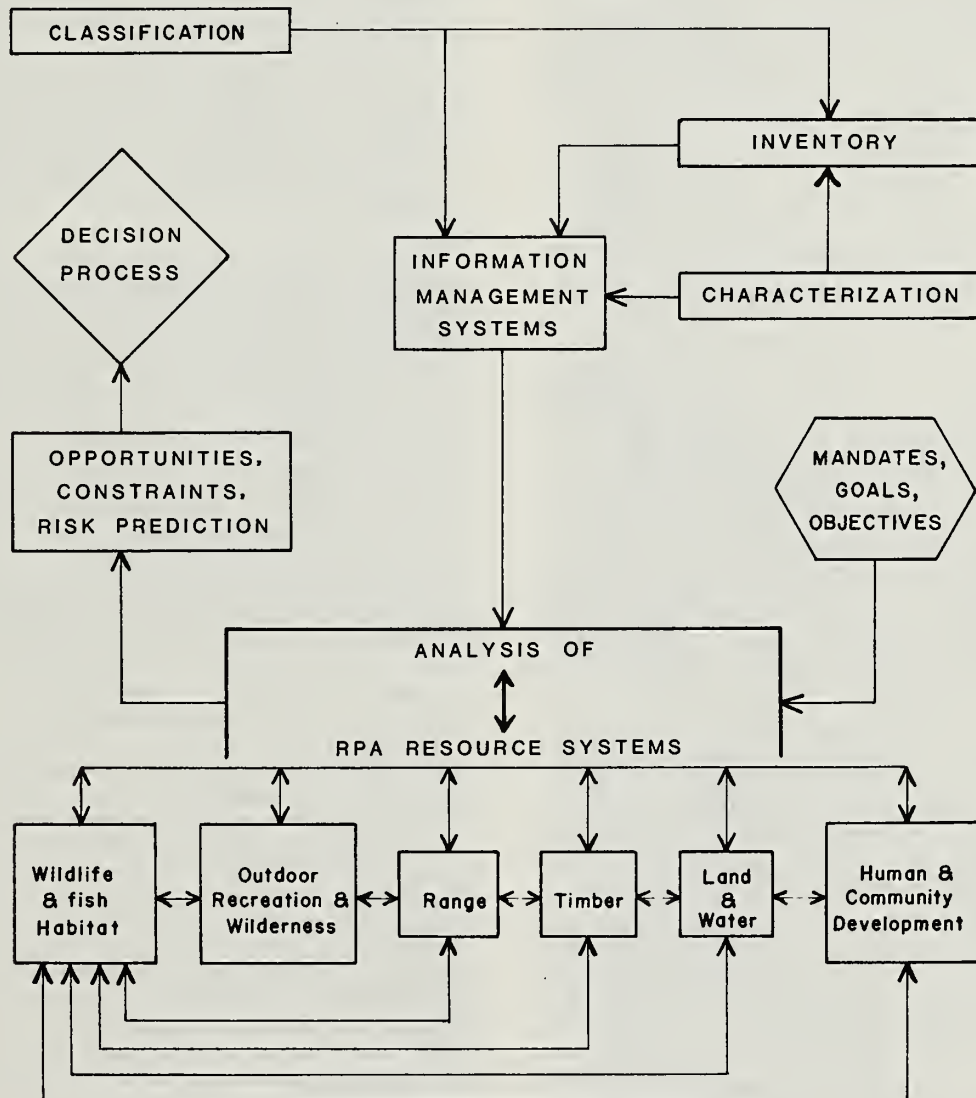 CLASSIFICATION
INVENTORY
DECISION
PROCESS
INFORMATION
MANAGEMENT
SYSTEMS
CHARACTERIZATION
OPPORTUNITIES,
CONSTRAINTS,
RISK PREDICTION
MANDATES,
GOALS,
OBJECTIVES
ANALYSIS OF
RPA RESOURCE SYSTEMS
Wildlife
& fish
Habitat
Outdoor
Recreation &
Wilderness
Range
Timber
Land
&
Water
Human &
Community
Development